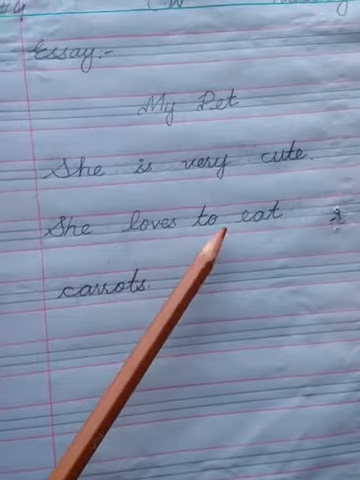 Essay:-
My Pet
She is very cute.
She loves to eat
carrots.